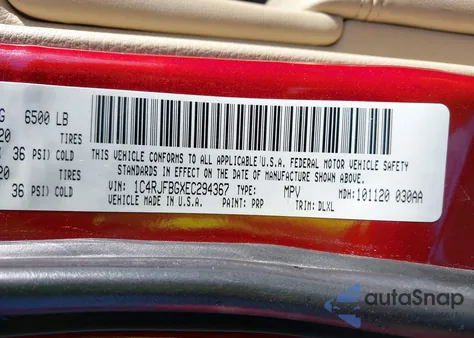 G 6500 LB
20 TIRES
36 PSI) COLD
20 TIRES
36 PSI) COLD
THIS VEHICLE CONFORMS TO ALL APPLICABLE U.S.A. FEDERAL MOTOR VEHICLE SAFETY
STANDARDS IN EFFECT ON THE DATE OF MANUFACTURE SHOWN ABOVE.
VIN: 1C4RJFBGXEC294367 TYPE: MPV MDH: 101120 030AA
VEHICLE MADE IN U.S.A. PAINT: PRP TRIM: DLXL
autoSnap